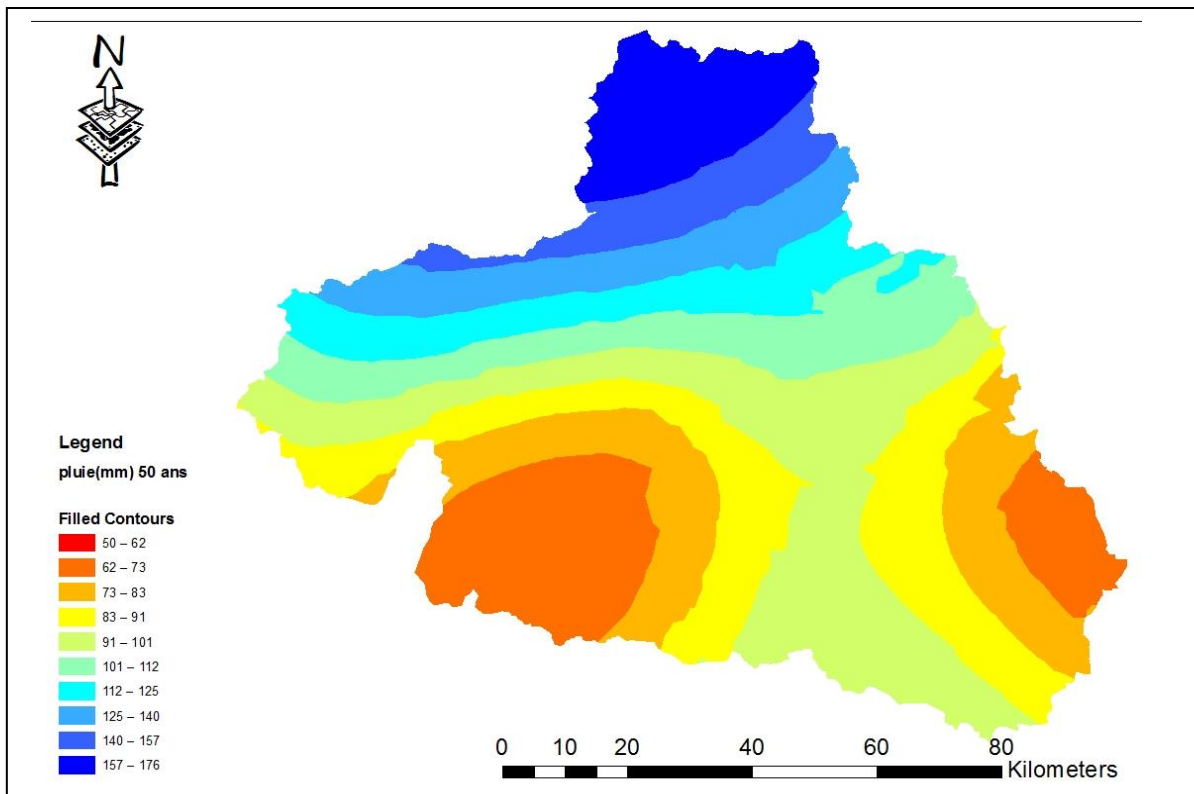 N
Legend
pluie(mm) 50 ans
Filled Contours
50 – 62
62 – 73
73 – 83
83 – 91
91 – 101
101 – 112
112 – 125
125 – 140
140 – 157
157 – 176
0 10 20 40 60 80
Kilometers